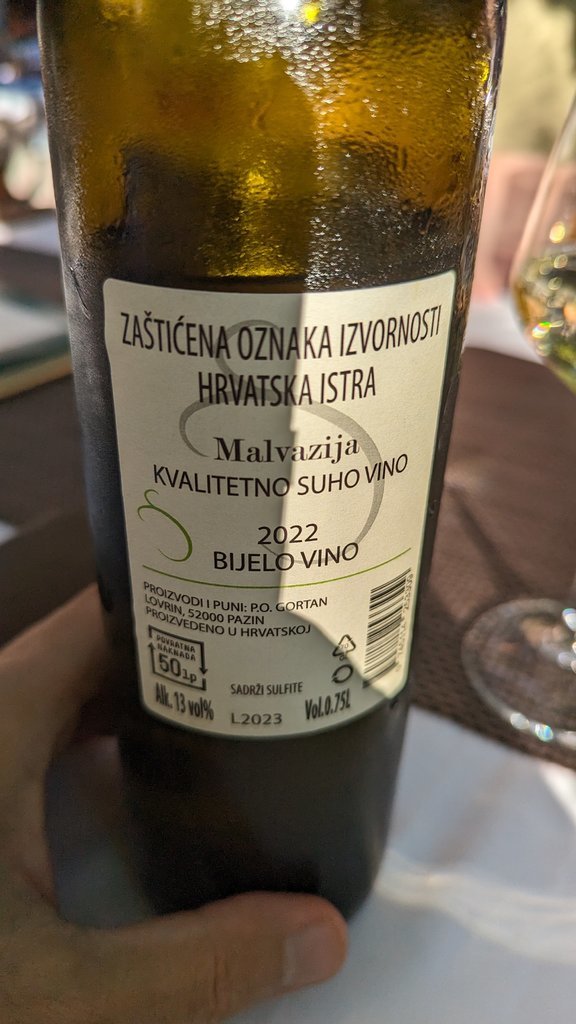 ZAŠTIĆENA OZNAKA IZVORNOSTI
HRVATSKA ISTRA
Malvazija
KVALITETNO SUHO VINO
2022
BIJELO VINO
PROIZVODI I PUNI: P.O. GORTAN
LOVRIN, 52000 PAZIN
PROIZVEDENO U HRVATSKOJ
POVRATNA
NAKNADA
50lp
SADRŽI SULFITE
Alk. 13 vol%
L2023
Vol.0.75L